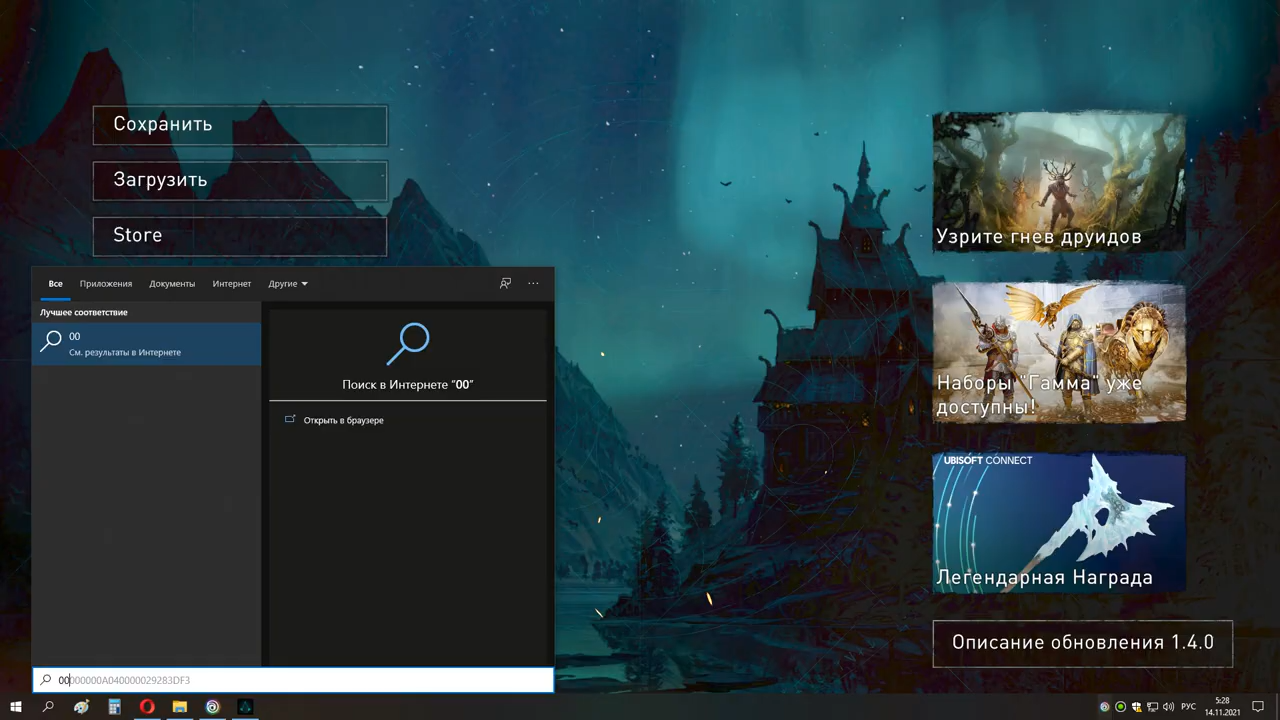 Сохранить
Загрузить
Store
Все Приложения Документы Интернет Другие
Лучшее соответствие
00
См. результаты в Интернете
Поиск в Интернете "00"
Открыть в браузере
00000000A040000029283DF3
Узрите гнев друидов
Наборы "Гамма" уже
доступны!
UBISOFT CONNECT
Легендарная Награда
Описание обновления 1.4.0
РУС
5:28
14.11.2021